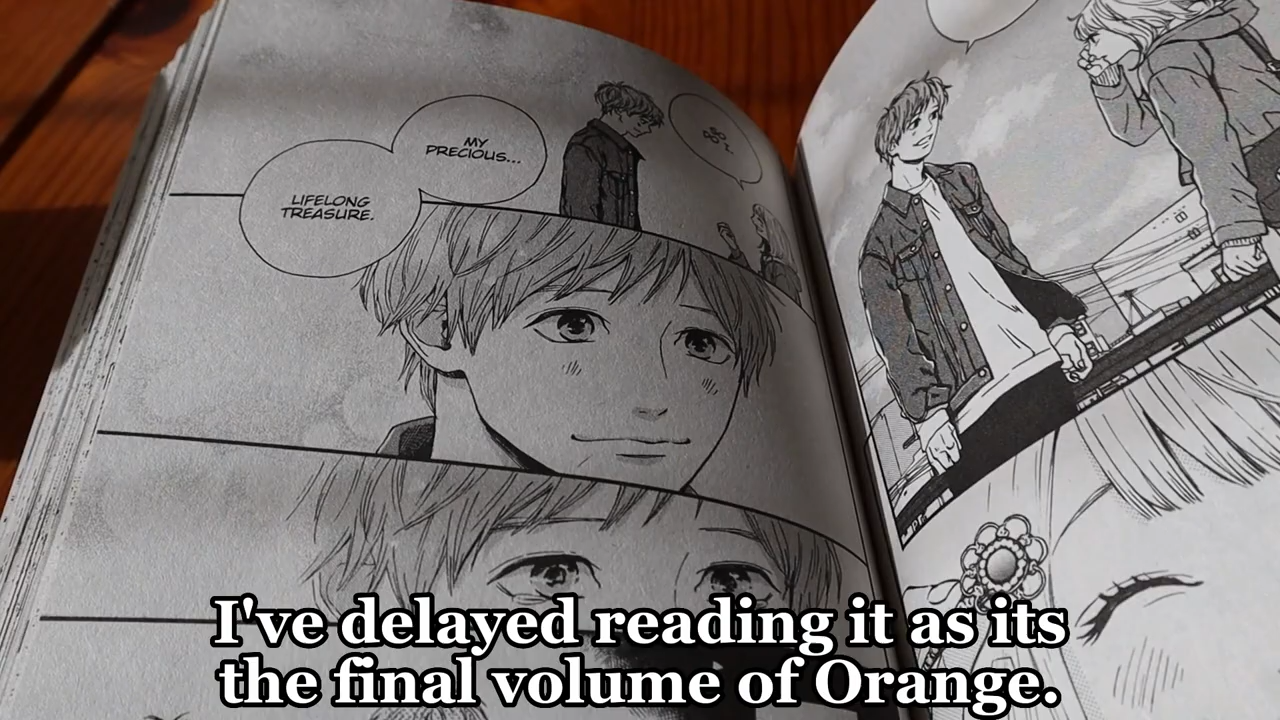 MY
PRECIOUS...
LIFELONG
TREASURE.
I've delayed reading it as its
the final volume of Orange.